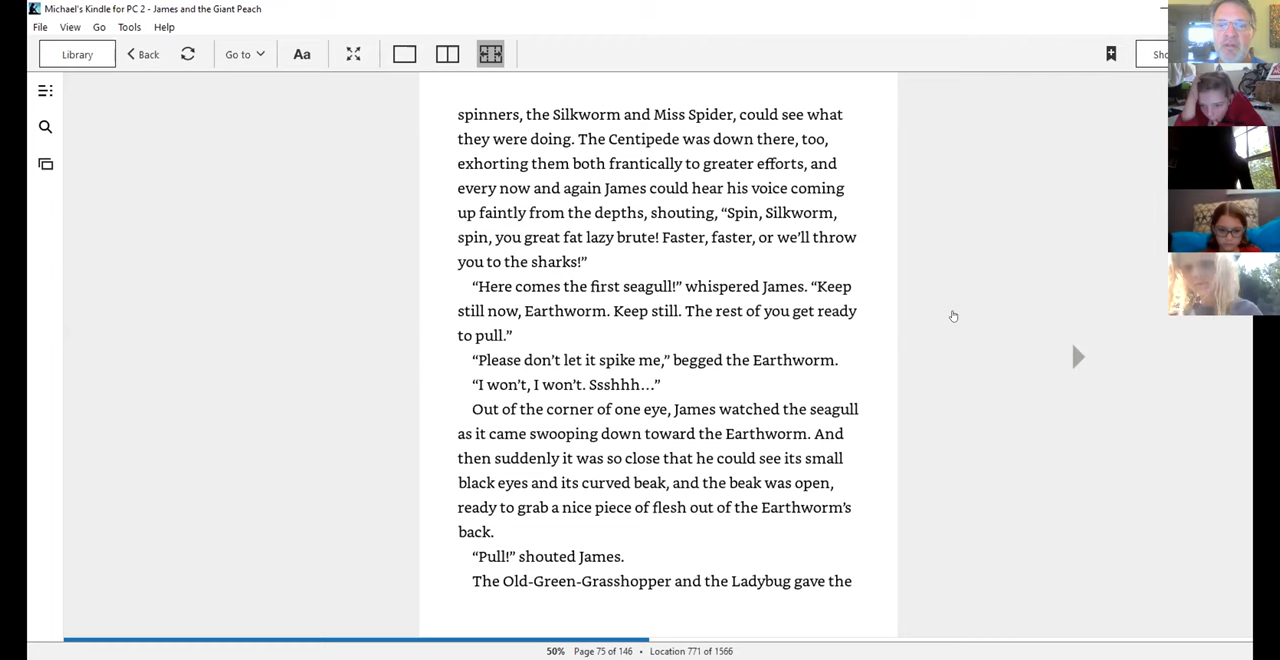 Michael's Kindle for PC 2 - James and the Giant Peach
File View Go Tools Help
Library Back Go to Aa
spinners, the Silkworm and Miss Spider, could see what
they were doing. The Centipede was down there, too,
exhorting them both frantically to greater efforts, and
every now and again James could hear his voice coming
up faintly from the depths, shouting, “Spin, Silkworm,
spin, you great fat lazy brute! Faster, faster, or we’ll throw
you to the sharks!”
“Here comes the first seagull!” whispered James. “Keep
still now, Earthworm. Keep still. The rest of you get ready
to pull.”
“Please don’t let it spike me,” begged the Earthworm.
“I won’t, I won’t. Ssshhh…”
Out of the corner of one eye, James watched the seagull
as it came swooping down toward the Earthworm. And
then suddenly it was so close that he could see its small
black eyes and its curved beak, and the beak was open,
ready to grab a nice piece of flesh out of the Earthworm’s
back.
“Pull!” shouted James.
The Old-Green-Grasshopper and the Ladybug gave the
50% Page 75 of 146 • Location 771 of 1566